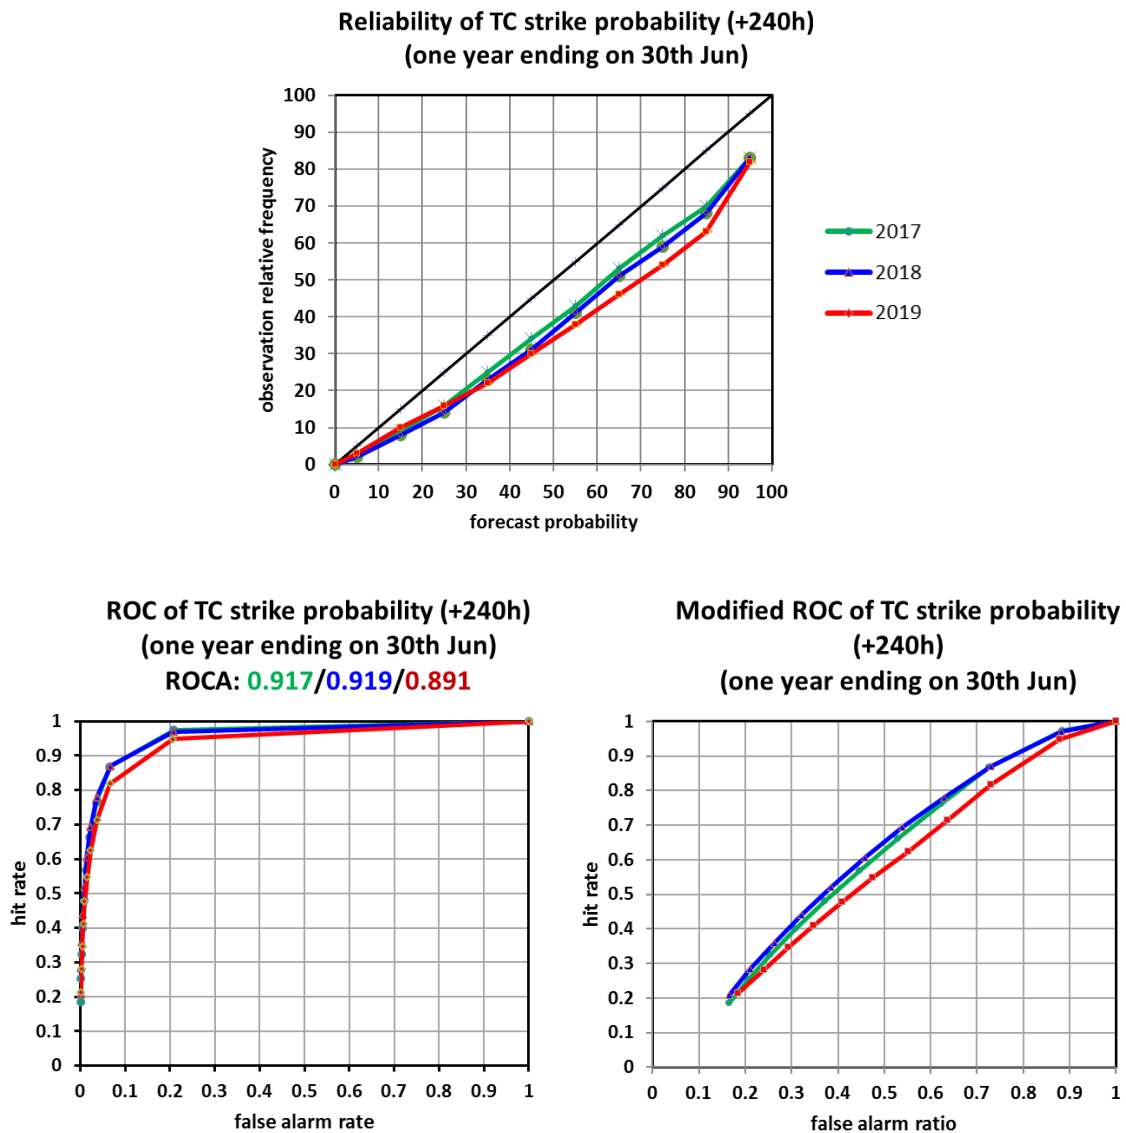 Reliability of TC strike probability (+240h)
(one year ending on 30th Jun)
100
90
80
70
60
50
40
30
20
10
0
observation relative frequency
0 10 20 30 40 50 60 70 80 90 100
forecast probability
2017
2018
2019
ROC of TC strike probability (+240h)
(one year ending on 30th Jun)
ROCA: 0.917/0.919/0.891
1
0.9
0.8
0.7
0.6
0.5
0.4
0.3
0.2
0.1
0
hit rate
0 0.1 0.2 0.3 0.4 0.5 0.6 0.7 0.8 0.9 1
false alarm rate
Modified ROC of TC strike probability
(+240h)
(one year ending on 30th Jun)
1
0.9
0.8
0.7
0.6
0.5
0.4
0.3
0.2
0.1
0
hit rate
0 0.1 0.2 0.3 0.4 0.5 0.6 0.7 0.8 0.9 1
false alarm ratio